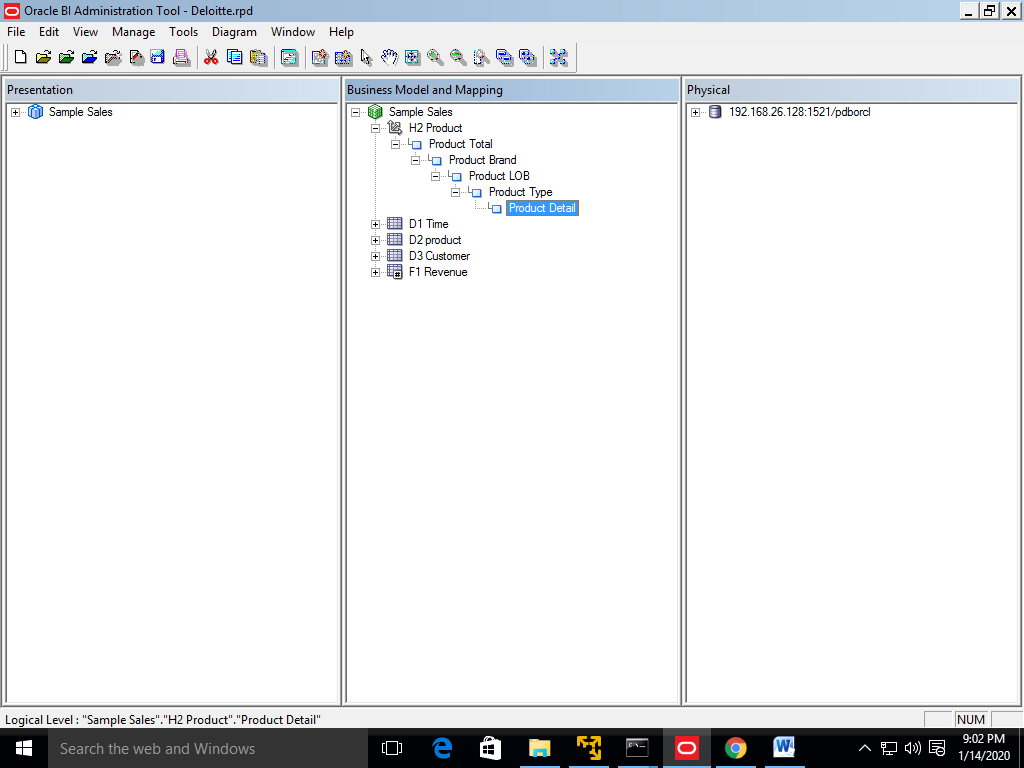 Oracle BI Administration Tool - Deloitte.rpd
File Edit View Manage Tools Diagram Window Help
Presentation
Sample Sales
Business Model and Mapping
Sample Sales
H2 Product
Product Total
Product Brand
Product LOB
Product Type
Product Detail
D1 Time
D2 product
D3 Customer
F1 Revenue
Physical
192.168.26.128:1521/pdborcl
Logical Level : "Sample Sales"."H2 Product"."Product Detail"
NUM
Search the web and Windows
9:02 PM
1/14/2020